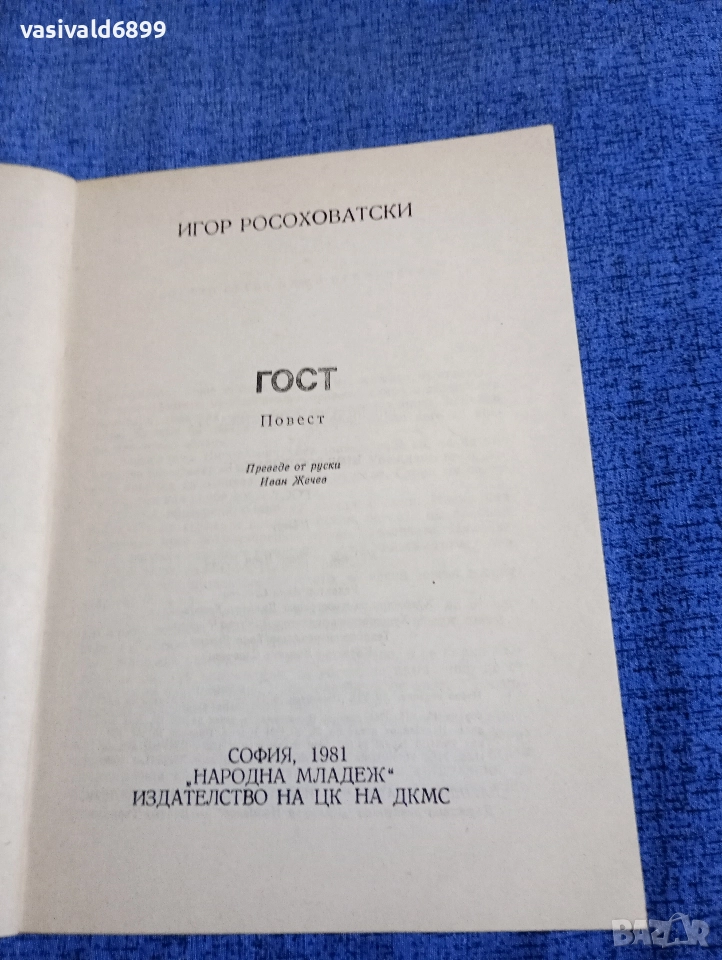 vasivald6899
ИГОР РОСОХОВАТСКИ
ГОСТ
Повест
Преведе от руски
Иван Жечев
СОФИЯ, 1981
„НАРОДНА МЛАДЕЖ“
ИЗДАТЕЛСТВО НА ЦК НА ДКМС
BAZAR